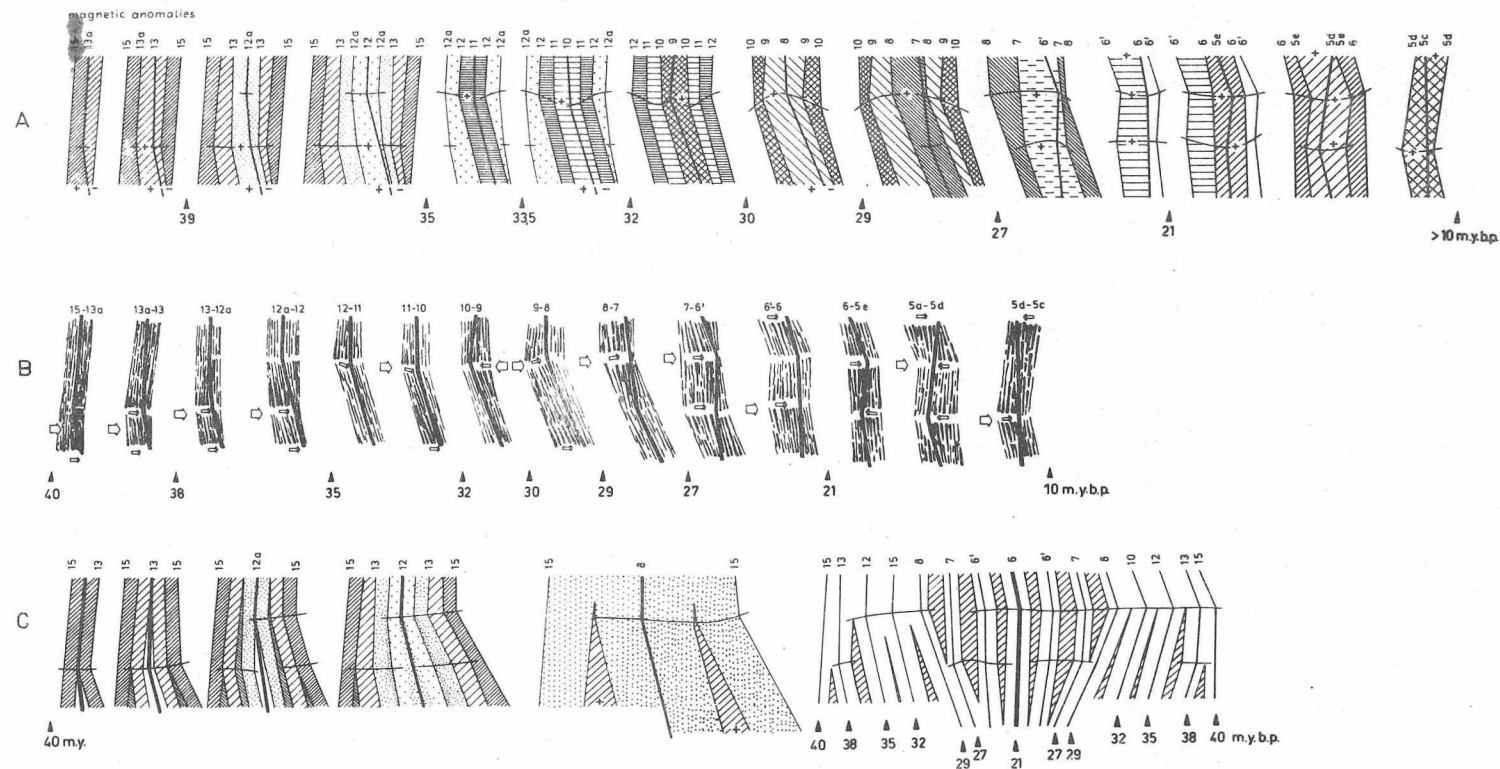 magnetic anomalies
15 13a 15 13a 13 15 15 13 12a 13 15 15 13 12a 12 12a 13 15 12a 12 11 12 12a 12a 12 11 10 11 12 12a 12 11 10 9 10 11 12 10 9 8 9 10 10 9 8 7 8 9 10 8 7 6' 7 8 6' 6 6' 6' 6 5e 6 6' 6 5e 5d 5e 6 5d 5c 5d
A
39 35 33,5 32 30 29 27 21 >10 m.y.b.p.
15-13a 13a-13 13-12a 12a-12 12-11 11-10 10-9 9-8 8-7 7-6' 6'-6 6-5e 5a-5d 5d-5c
B
40 38 35 32 30 29 27 21 10 m.y.b.p.
15 13 15 13 15 15 12a 15 15 13 12 13 15 15 8 15 15 13 12 15 8 7 6' 6 6' 7 8 10 12 13 15
C
40 m.y. 40 38 35 32 29 27 21 27 29 32 35 38 40 m.y.b.p.